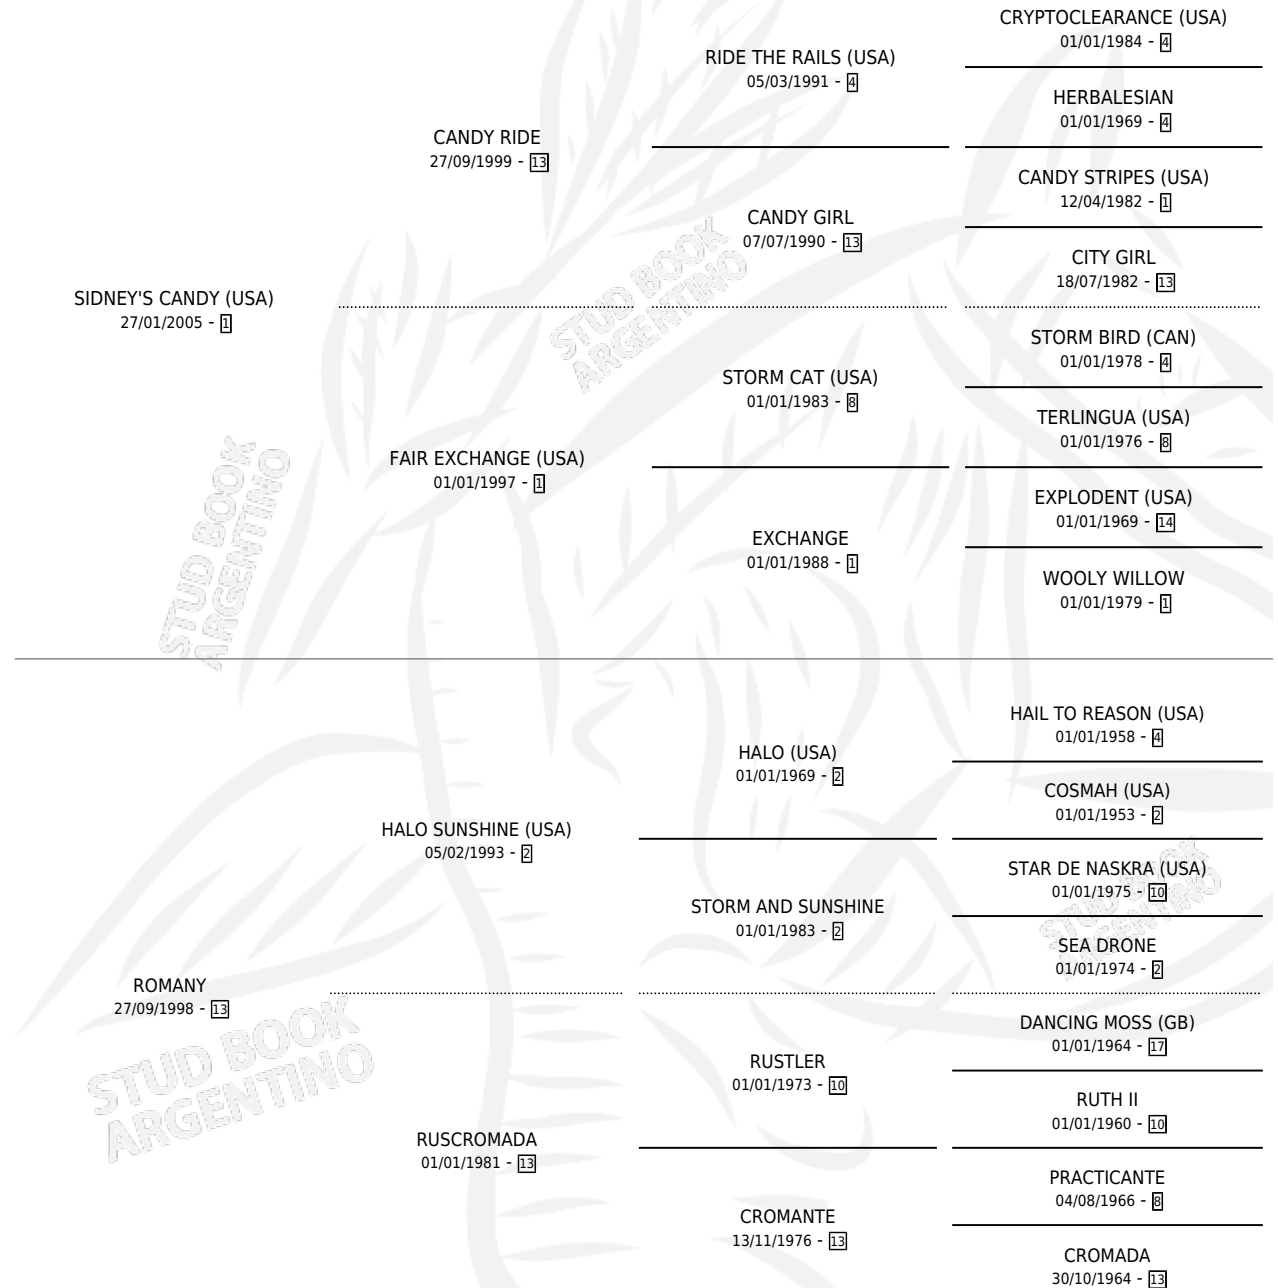 CRYPTOCLEARANCE (USA)
01/01/1984 - 4
RIDE THE RAILS (USA)
05/03/1991 - 4
HERBALESIAN
01/01/1969 - 4
CANDY RIDE
27/09/1999 - 13
CANDY STRIPES (USA)
12/04/1982 - 1
CANDY GIRL
07/07/1990 - 13
CITY GIRL
18/07/1982 - 13
SIDNEY'S CANDY (USA)
27/01/2005 - 1
STORM BIRD (CAN)
01/01/1978 - 4
STORM CAT (USA)
01/01/1983 - 8
TERLINGUA (USA)
01/01/1976 - 8
FAIR EXCHANGE (USA)
01/01/1997 - 1
EXPLODENT (USA)
01/01/1969 - 14
EXCHANGE
01/01/1988 - 1
WOOLY WILLOW
01/01/1979 - 1
STUD BOOK
ARGENTINO
STUD BOOK
ARGENTINO
HAIL TO REASON (USA)
01/01/1958 - 4
HALO (USA)
01/01/1969 - 2
COSMAH (USA)
01/01/1953 - 2
HALO SUNSHINE (USA)
05/02/1993 - 2
STAR DE NASKRA (USA)
01/01/1975 - 10
STORM AND SUNSHINE
01/01/1983 - 2
SEA DRONE
01/01/1974 - 2
STUD BOOK
ARGENTINO
ROMANY
27/09/1998 - 13
DANCING MOSS (GB)
01/01/1964 - 17
RUSTLER
01/01/1973 - 10
RUTH II
01/01/1960 - 10
STUD BOOK
ARGENTINO
RUSCROMADA
01/01/1981 - 13
PRACTICANTE
04/08/1966 - 8
CROMANTE
13/11/1976 - 13
CROMADA
30/10/1964 - 13